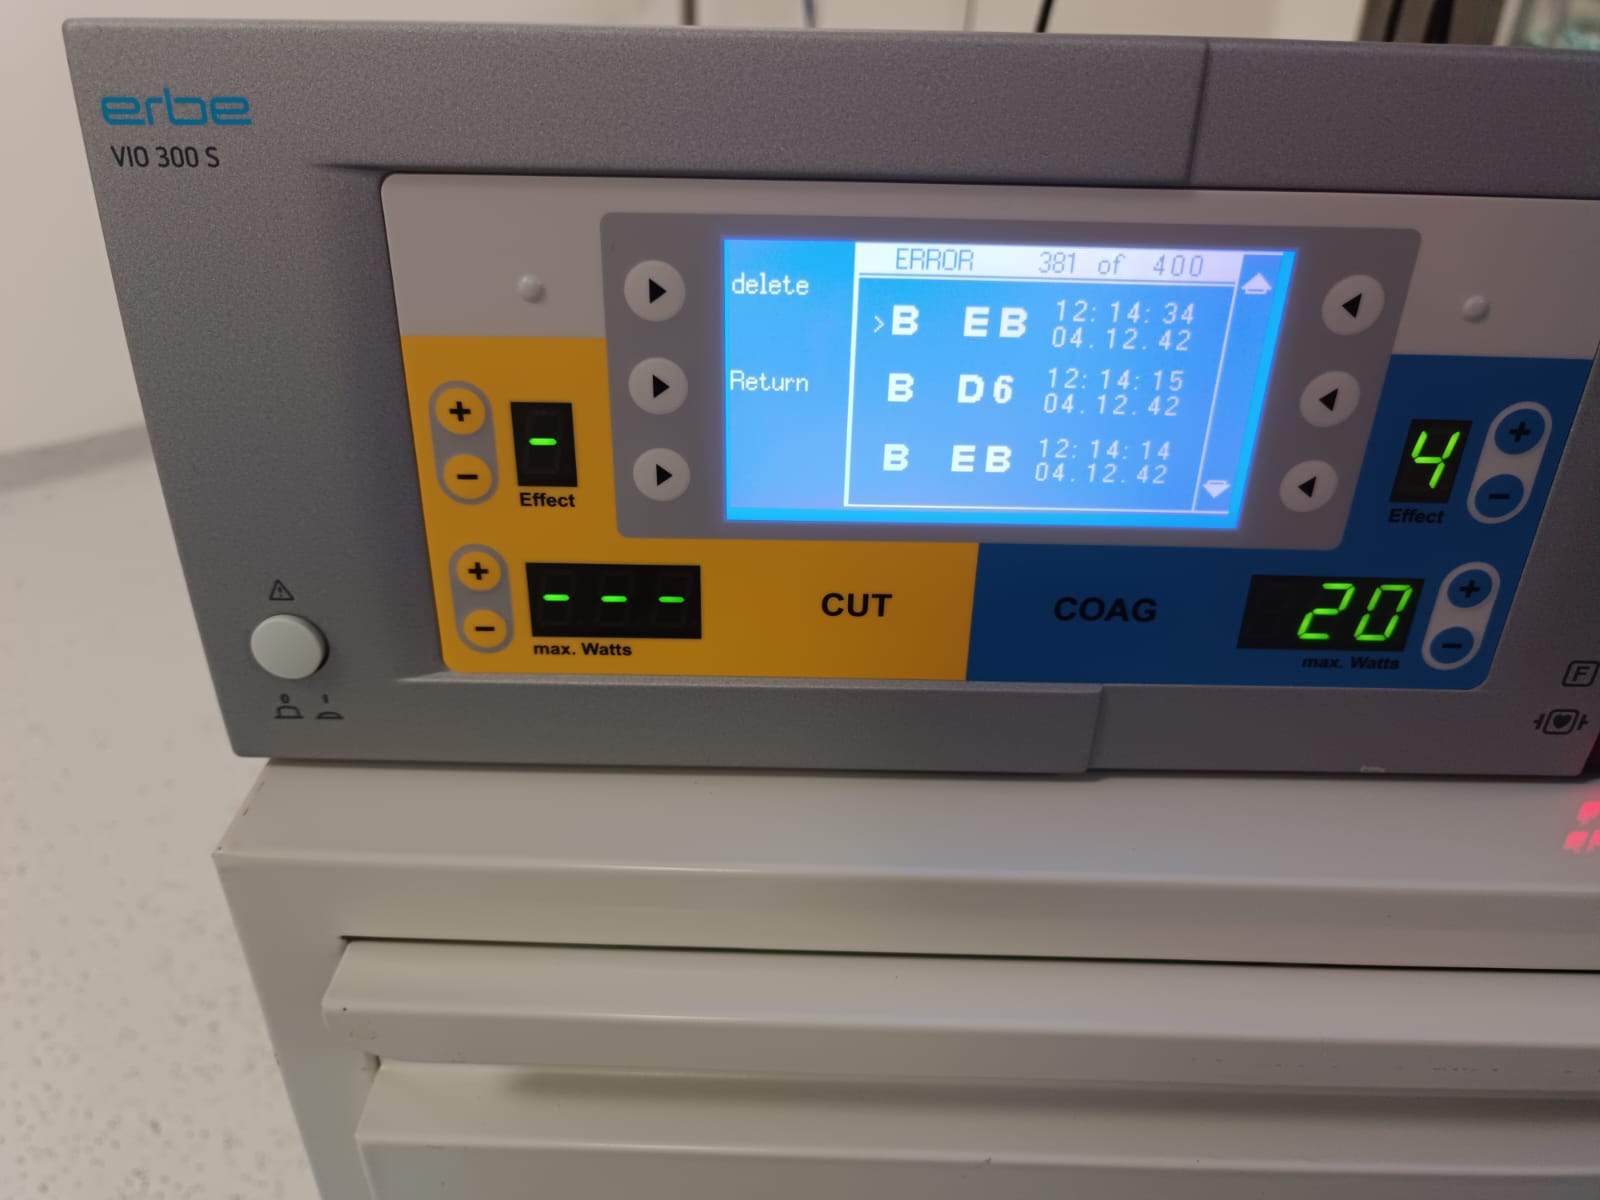 erbe
VIO 300 S
ERROR 381 of 400
delete
>B EB 12:14:34
04.12.42
Return
B D6 12:14:15
04.12.42
B EB 12:14:14
04.12.42
+
-
-
Effect
4
+
-
Effect
+
-
---
max. Watts
CUT
COAG
20
max. Watts
+
-
F